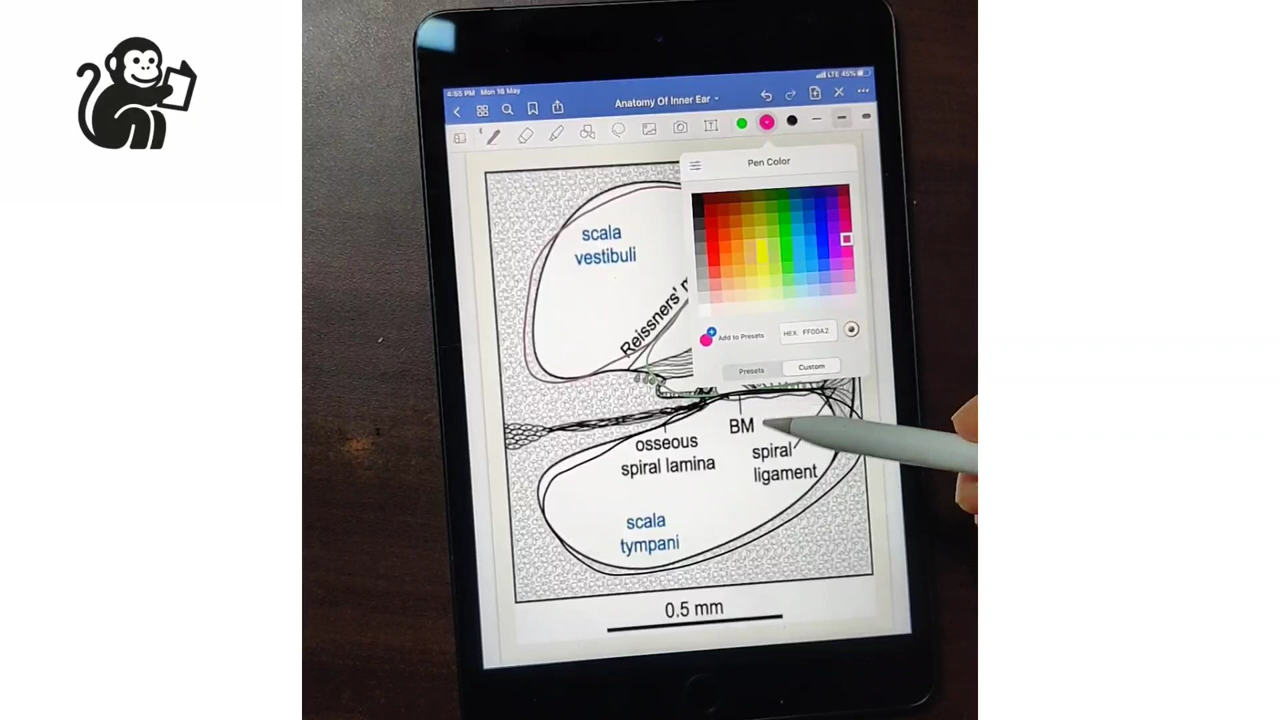 4:55 PM Mon 16 May
LTE 45%
Anatomy Of Inner Ear
Pen Color
scala
vestibuli
Reissners'
Add to Presets
HEX FF00A2
Presets
Custom
BM
osseous
spiral lamina
spiral
ligament
scala
tympani
0.5 mm